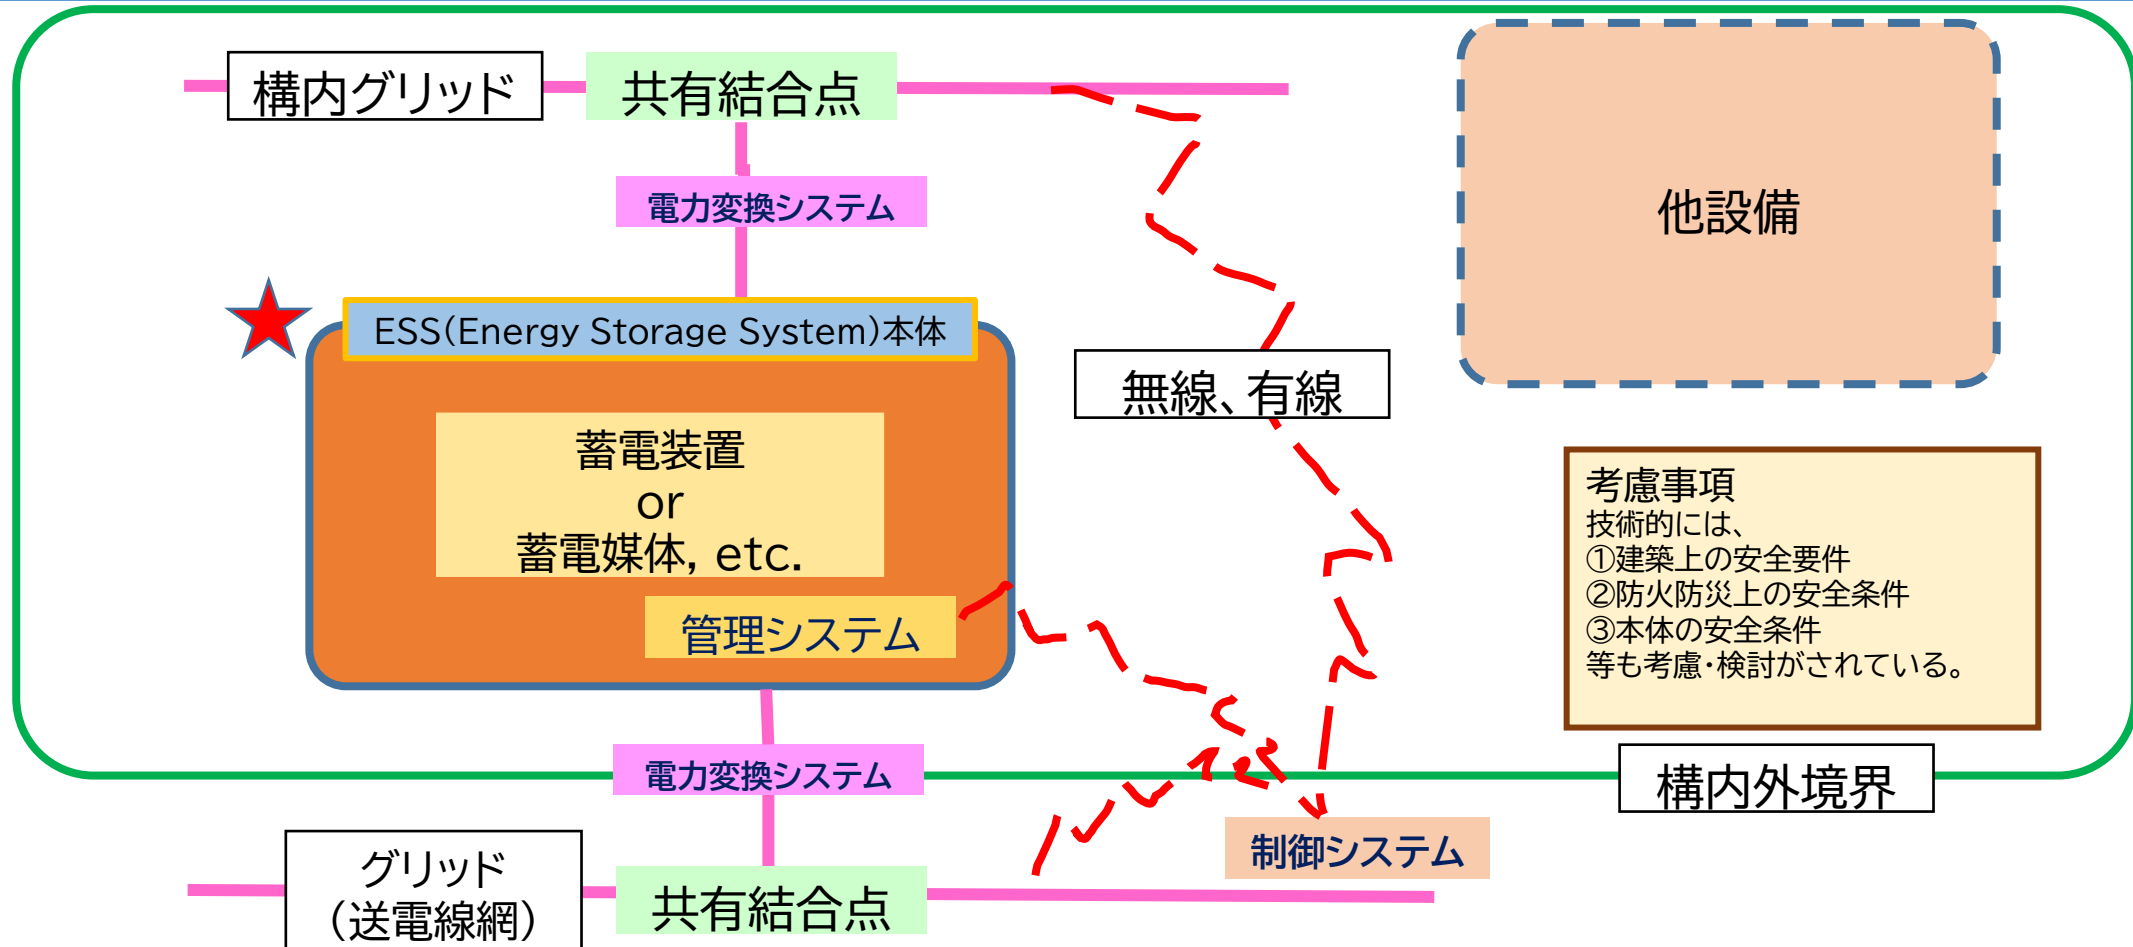 構内グリッド
共有結合点
電力変換システム
他設備
ESS(Energy Storage System)本体
無線、有線
蓄電装置
or
蓄電媒体, etc.
管理システム
考慮事項
技術的には、
①建築上の安全要件
②防火防災上の安全条件
③本体の安全条件
等も考慮・検討がされている。
電力変換システム
構内外境界
制御システム
グリッド
(送電線網)
共有結合点